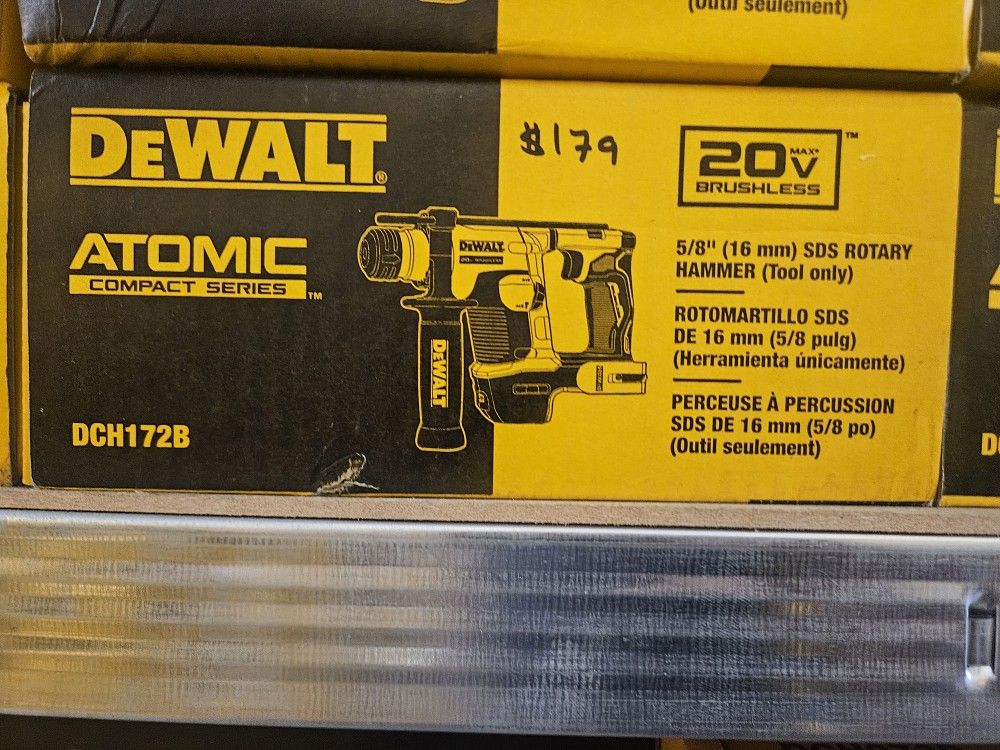 (Outil seulement)
DEWALT®
$179
20V MAX* ™
BRUSHLESS
ATOMIC
COMPACT SERIES™
DEWALT
DEWALT
5/8" (16 mm) SDS ROTARY
HAMMER (Tool only)
ROTOMARTILLO SDS
DE 16 mm (5/8 pulg)
(Herramienta únicamente)
PERCEUSE À PERCUSSION
SDS DE 16 mm (5/8 po)
(Outil seulement)
DCH172B